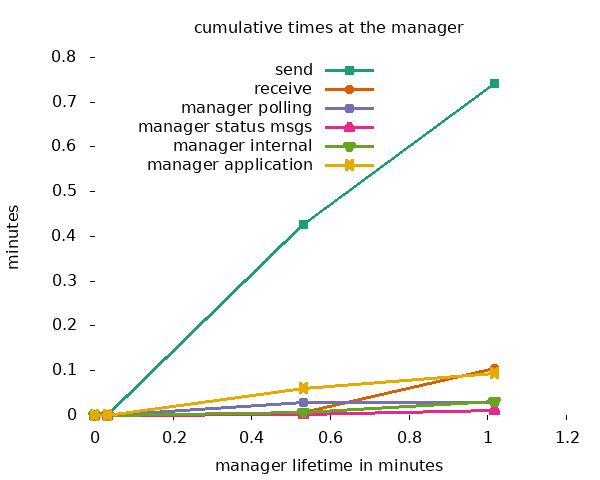 cumulative times at the manager
0.8
0.7
0.6
0.5
0.4
0.3
0.2
0.1
0
minutes
send
receive
manager polling
manager status msgs
manager internal
manager application
0 0.2 0.4 0.6 0.8 1 1.2
manager lifetime in minutes